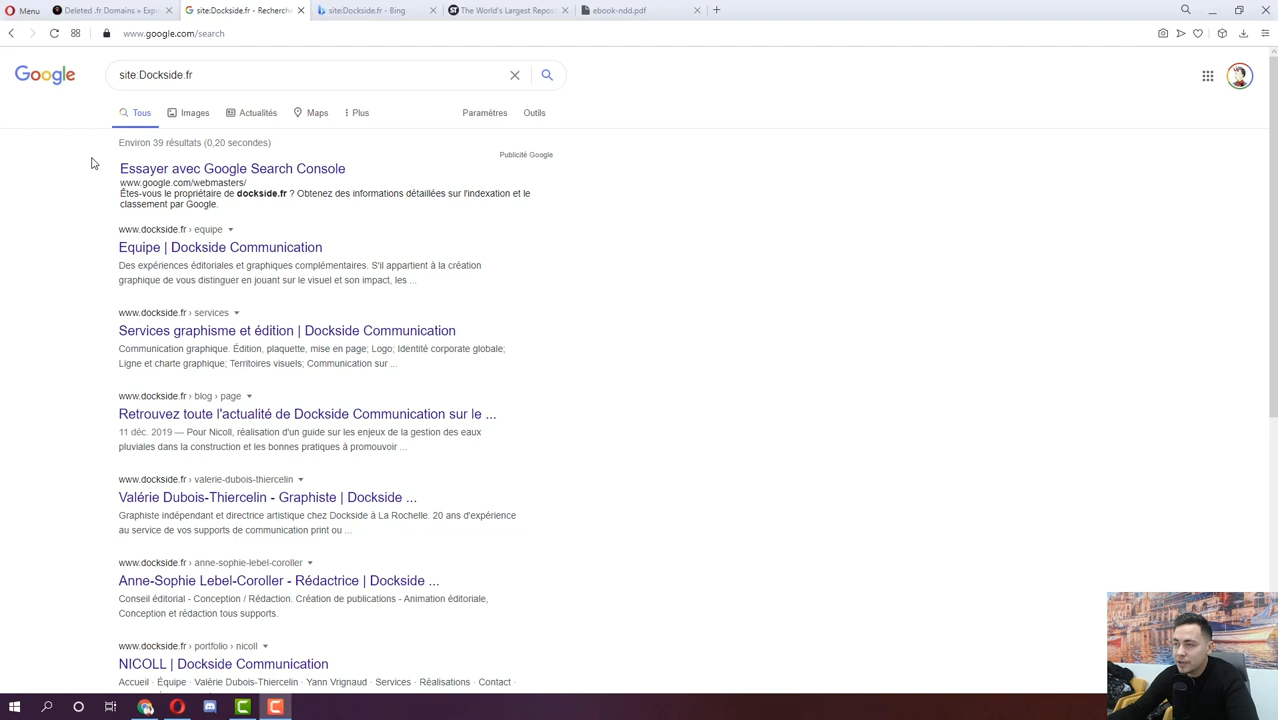 Menu
Deleted .fr Domains » Expi
site:Dockside.fr - Recherche
site:Dockside.fr - Bing
The World's Largest Repos
ebook-ndd.pdf
www.google.com/search
Google
site:Dockside.fr
Tous
Images
Actualités
Maps
Plus
Paramètres
Outils
Environ 39 résultats (0,20 secondes)
Publicité Google
Essayer avec Google Search Console
www.google.com/webmasters/
Êtes-vous le propriétaire de dockside.fr ? Obtenez des informations détaillées sur l'indexation et le
classement par Google.
www.dockside.fr › equipe
Equipe | Dockside Communication
Des expériences éditoriales et graphiques complémentaires. S'il appartient à la création
graphique de vous distinguer en jouant sur le visuel et son impact, les ...
www.dockside.fr › services
Services graphisme et édition | Dockside Communication
Communication graphique. Édition, plaquette, mise en page; Logo; Identité corporate globale;
Ligne et charte graphique; Territoires visuels; Communication sur ...
www.dockside.fr › blog › page
Retrouvez toute l'actualité de Dockside Communication sur le ...
11 déc. 2019 — Pour Nicoll, réalisation d'un guide sur les enjeux de la gestion des eaux
pluviales dans la construction et les bonnes pratiques à promouvoir ...
www.dockside.fr › valerie-dubois-thiercelin
Valérie Dubois-Thiercelin - Graphiste | Dockside ...
Graphiste indépendant et directrice artistique chez Dockside à La Rochelle. 20 ans d'expérience
au service de vos supports de communication print ou ...
www.dockside.fr › anne-sophie-lebel-coroller
Anne-Sophie Lebel-Coroller - Rédactrice | Dockside ...
Conseil éditorial - Conception / Rédaction. Création de publications - Animation éditoriale,
Conception et rédaction tous supports.
www.dockside.fr › portfolio › nicoll
NICOLL | Dockside Communication
Accueil · Équipe · Valérie Dubois-Thiercelin · Yann Vrignaud · Services · Réalisations · Contact ·